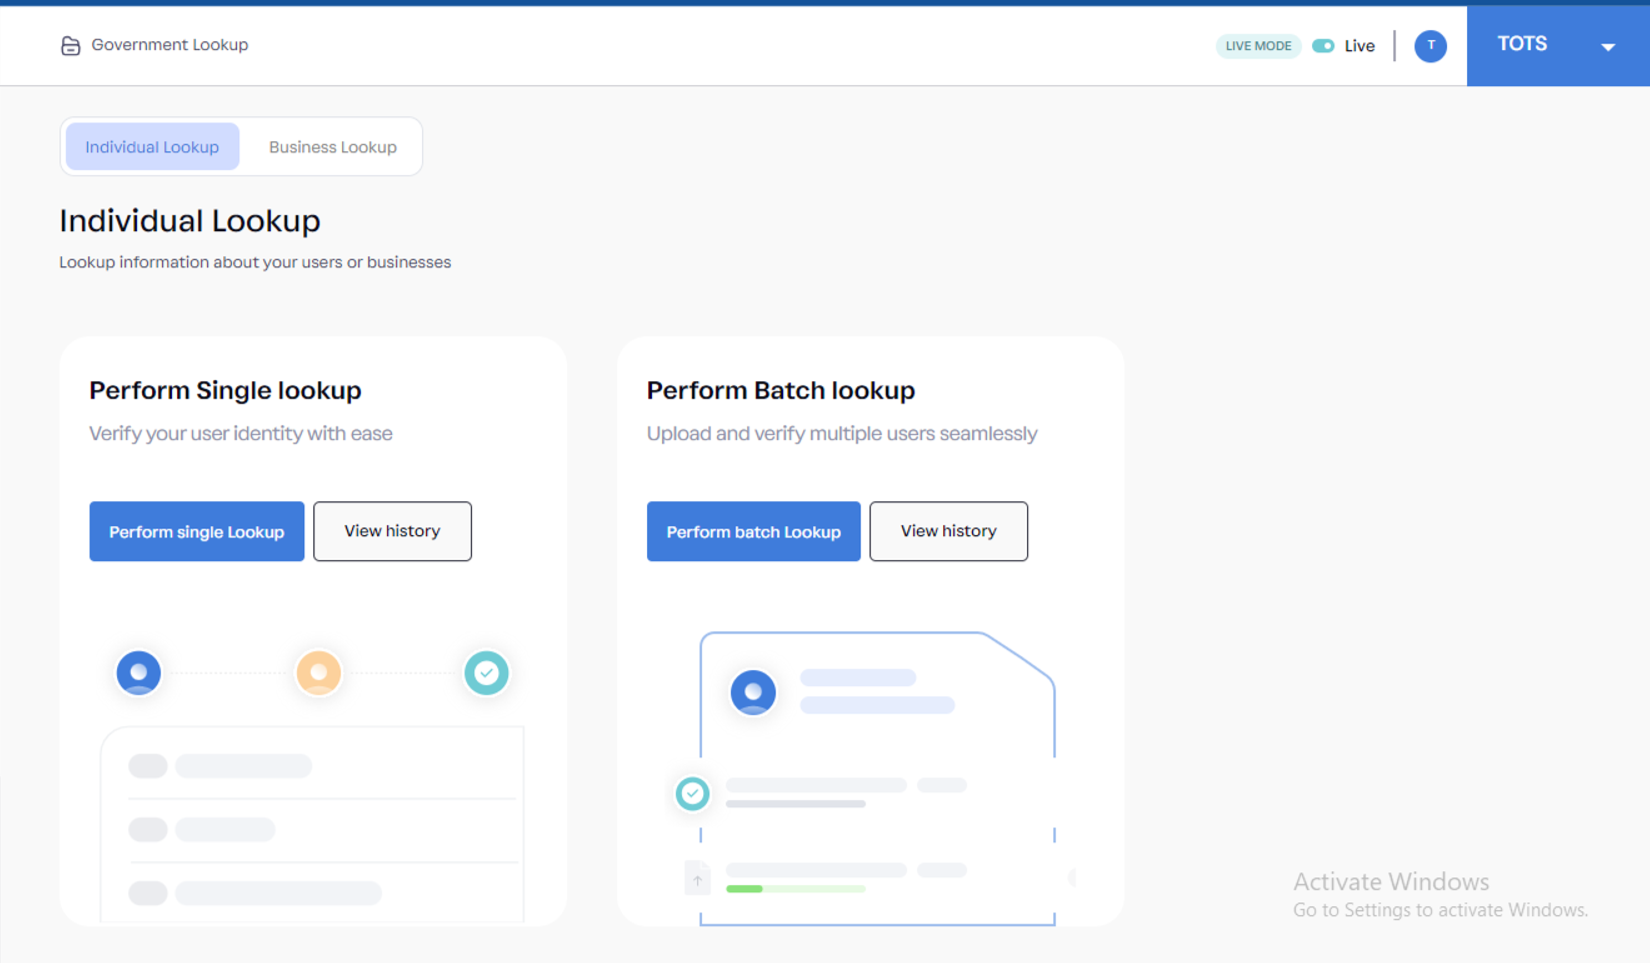 Government Lookup
LIVE MODE
Live
T
TOTS
Individual Lookup
Business Lookup
Individual Lookup
Lookup information about your users or businesses
Perform Single lookup
Verify your user identity with ease
Perform single Lookup
View history
Perform Batch lookup
Upload and verify multiple users seamlessly
Perform batch Lookup
View history
Activate Windows
Go to Settings to activate Windows.